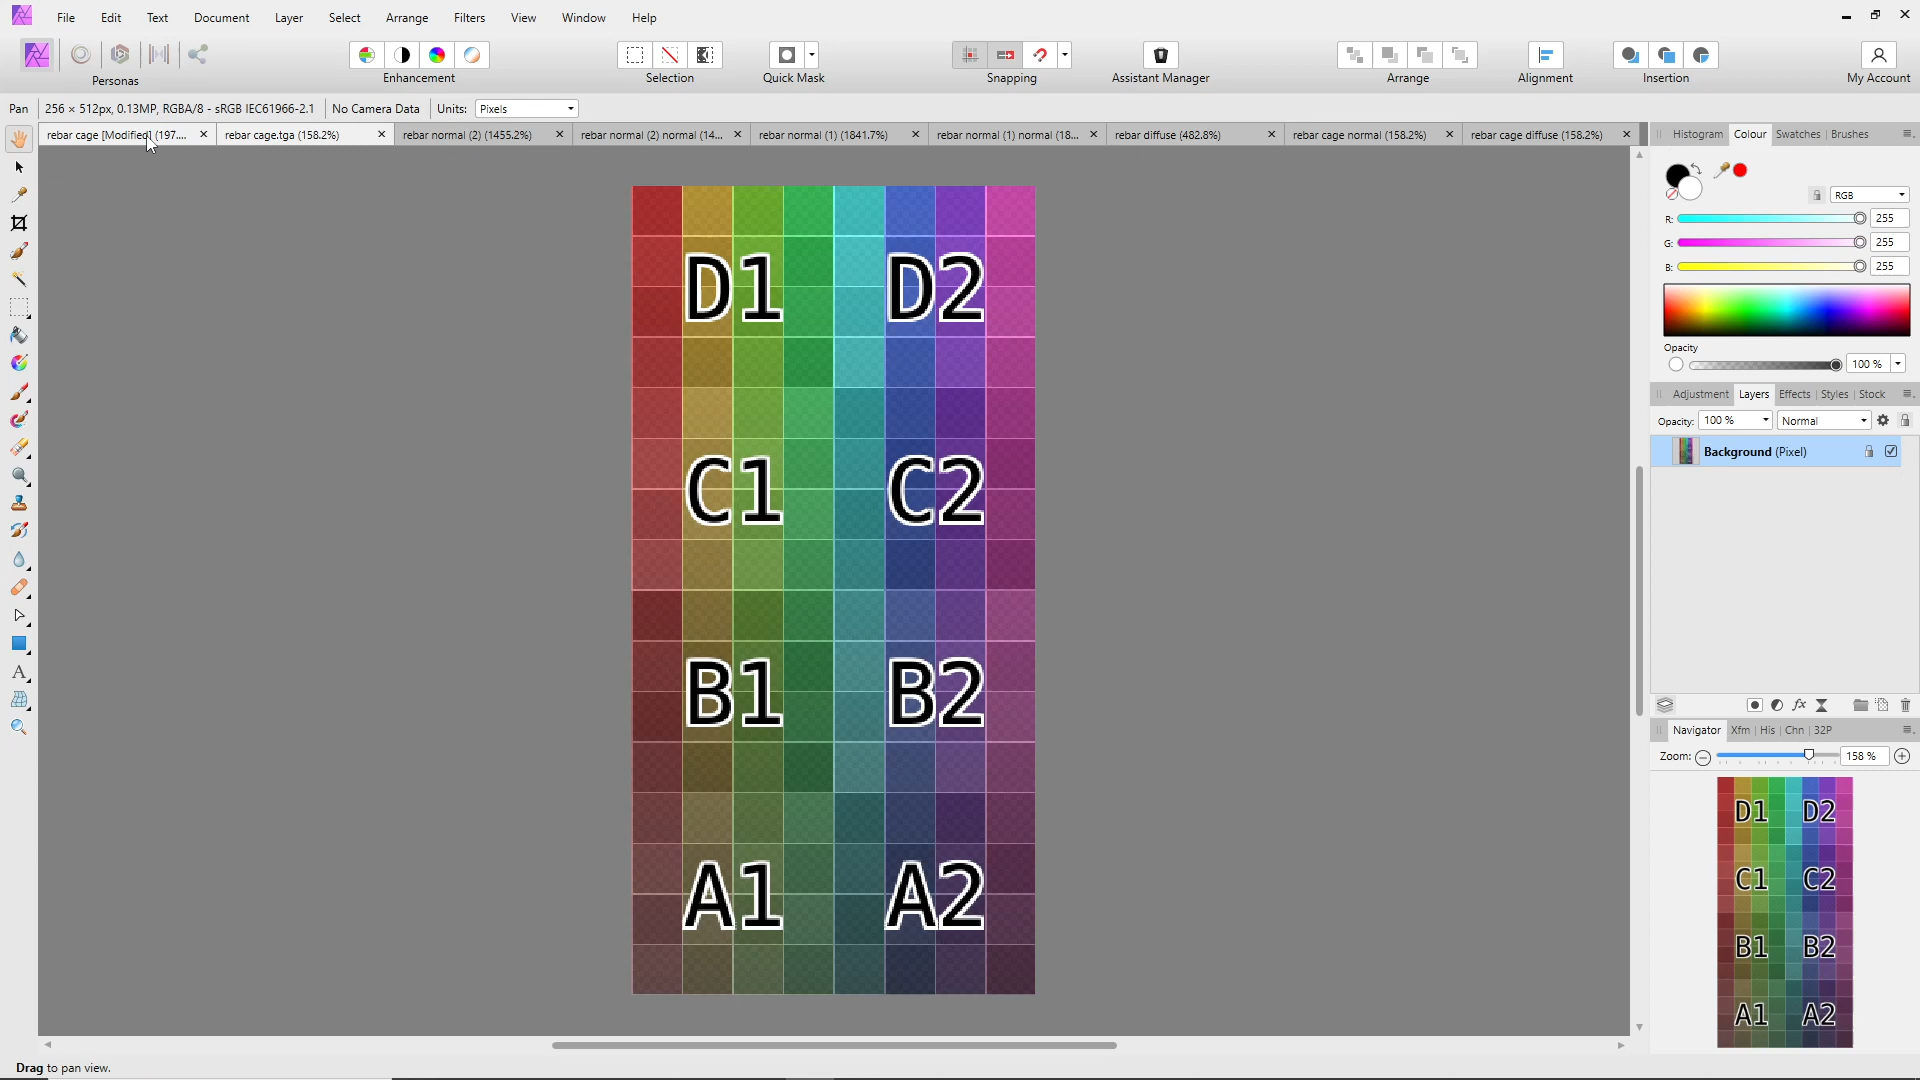 File Edit Text Document Layer Select Arrange Filters View Window Help
Personas Enhancement Selection Quick Mask Snapping Assistant Manager Arrange Alignment Insertion My Account
Pan 256 × 512px, 0.13MP, RGBA/8 - sRGB IEC61966-2.1 No Camera Data Units: Pixels
rebar cage [Modified] (197.... rebar cage.tga (158.2%) rebar normal (2) (1455.2%) rebar normal (2) normal (14... rebar normal (1) (1841.7%) rebar normal (1) normal (18... rebar diffuse (482.8%) rebar cage normal (158.2%) rebar cage diffuse (158.2%)
Histogram Colour Swatches Brushes
RGB
R: 255
G: 255
B: 255
Opacity
100 %
Adjustment Layers Effects Styles Stock
Opacity: 100 % Normal
Background (Pixel)
D1 D2
C1 C2
B1 B2
A1 A2
Navigator Xfm His Chn 32P
Zoom: 158 %
D1 D2
C1 C2
B1 B2
A1 A2
Drag to pan view.